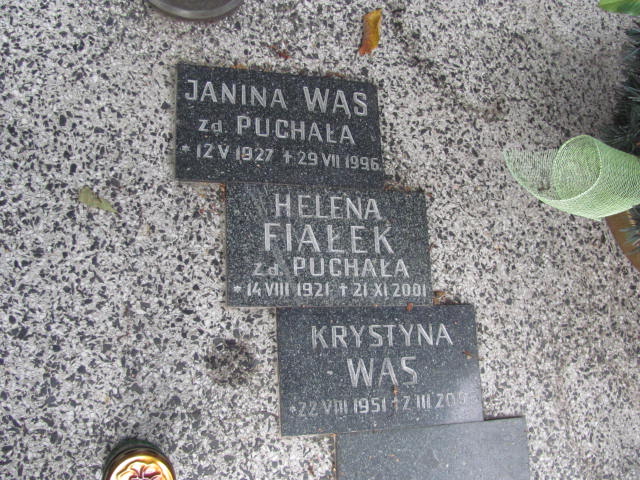 JANINA WĄS
Zd. PUCHAŁA
* 12 V 1927 + 29 VII 1996
HELENA
FIAŁEK
Zd. PUCHAŁA
* 14 VIII 1921 + 21 XI 2001
KRYSTYNA
WĄS
* 22 VIII 1951 + 2 III